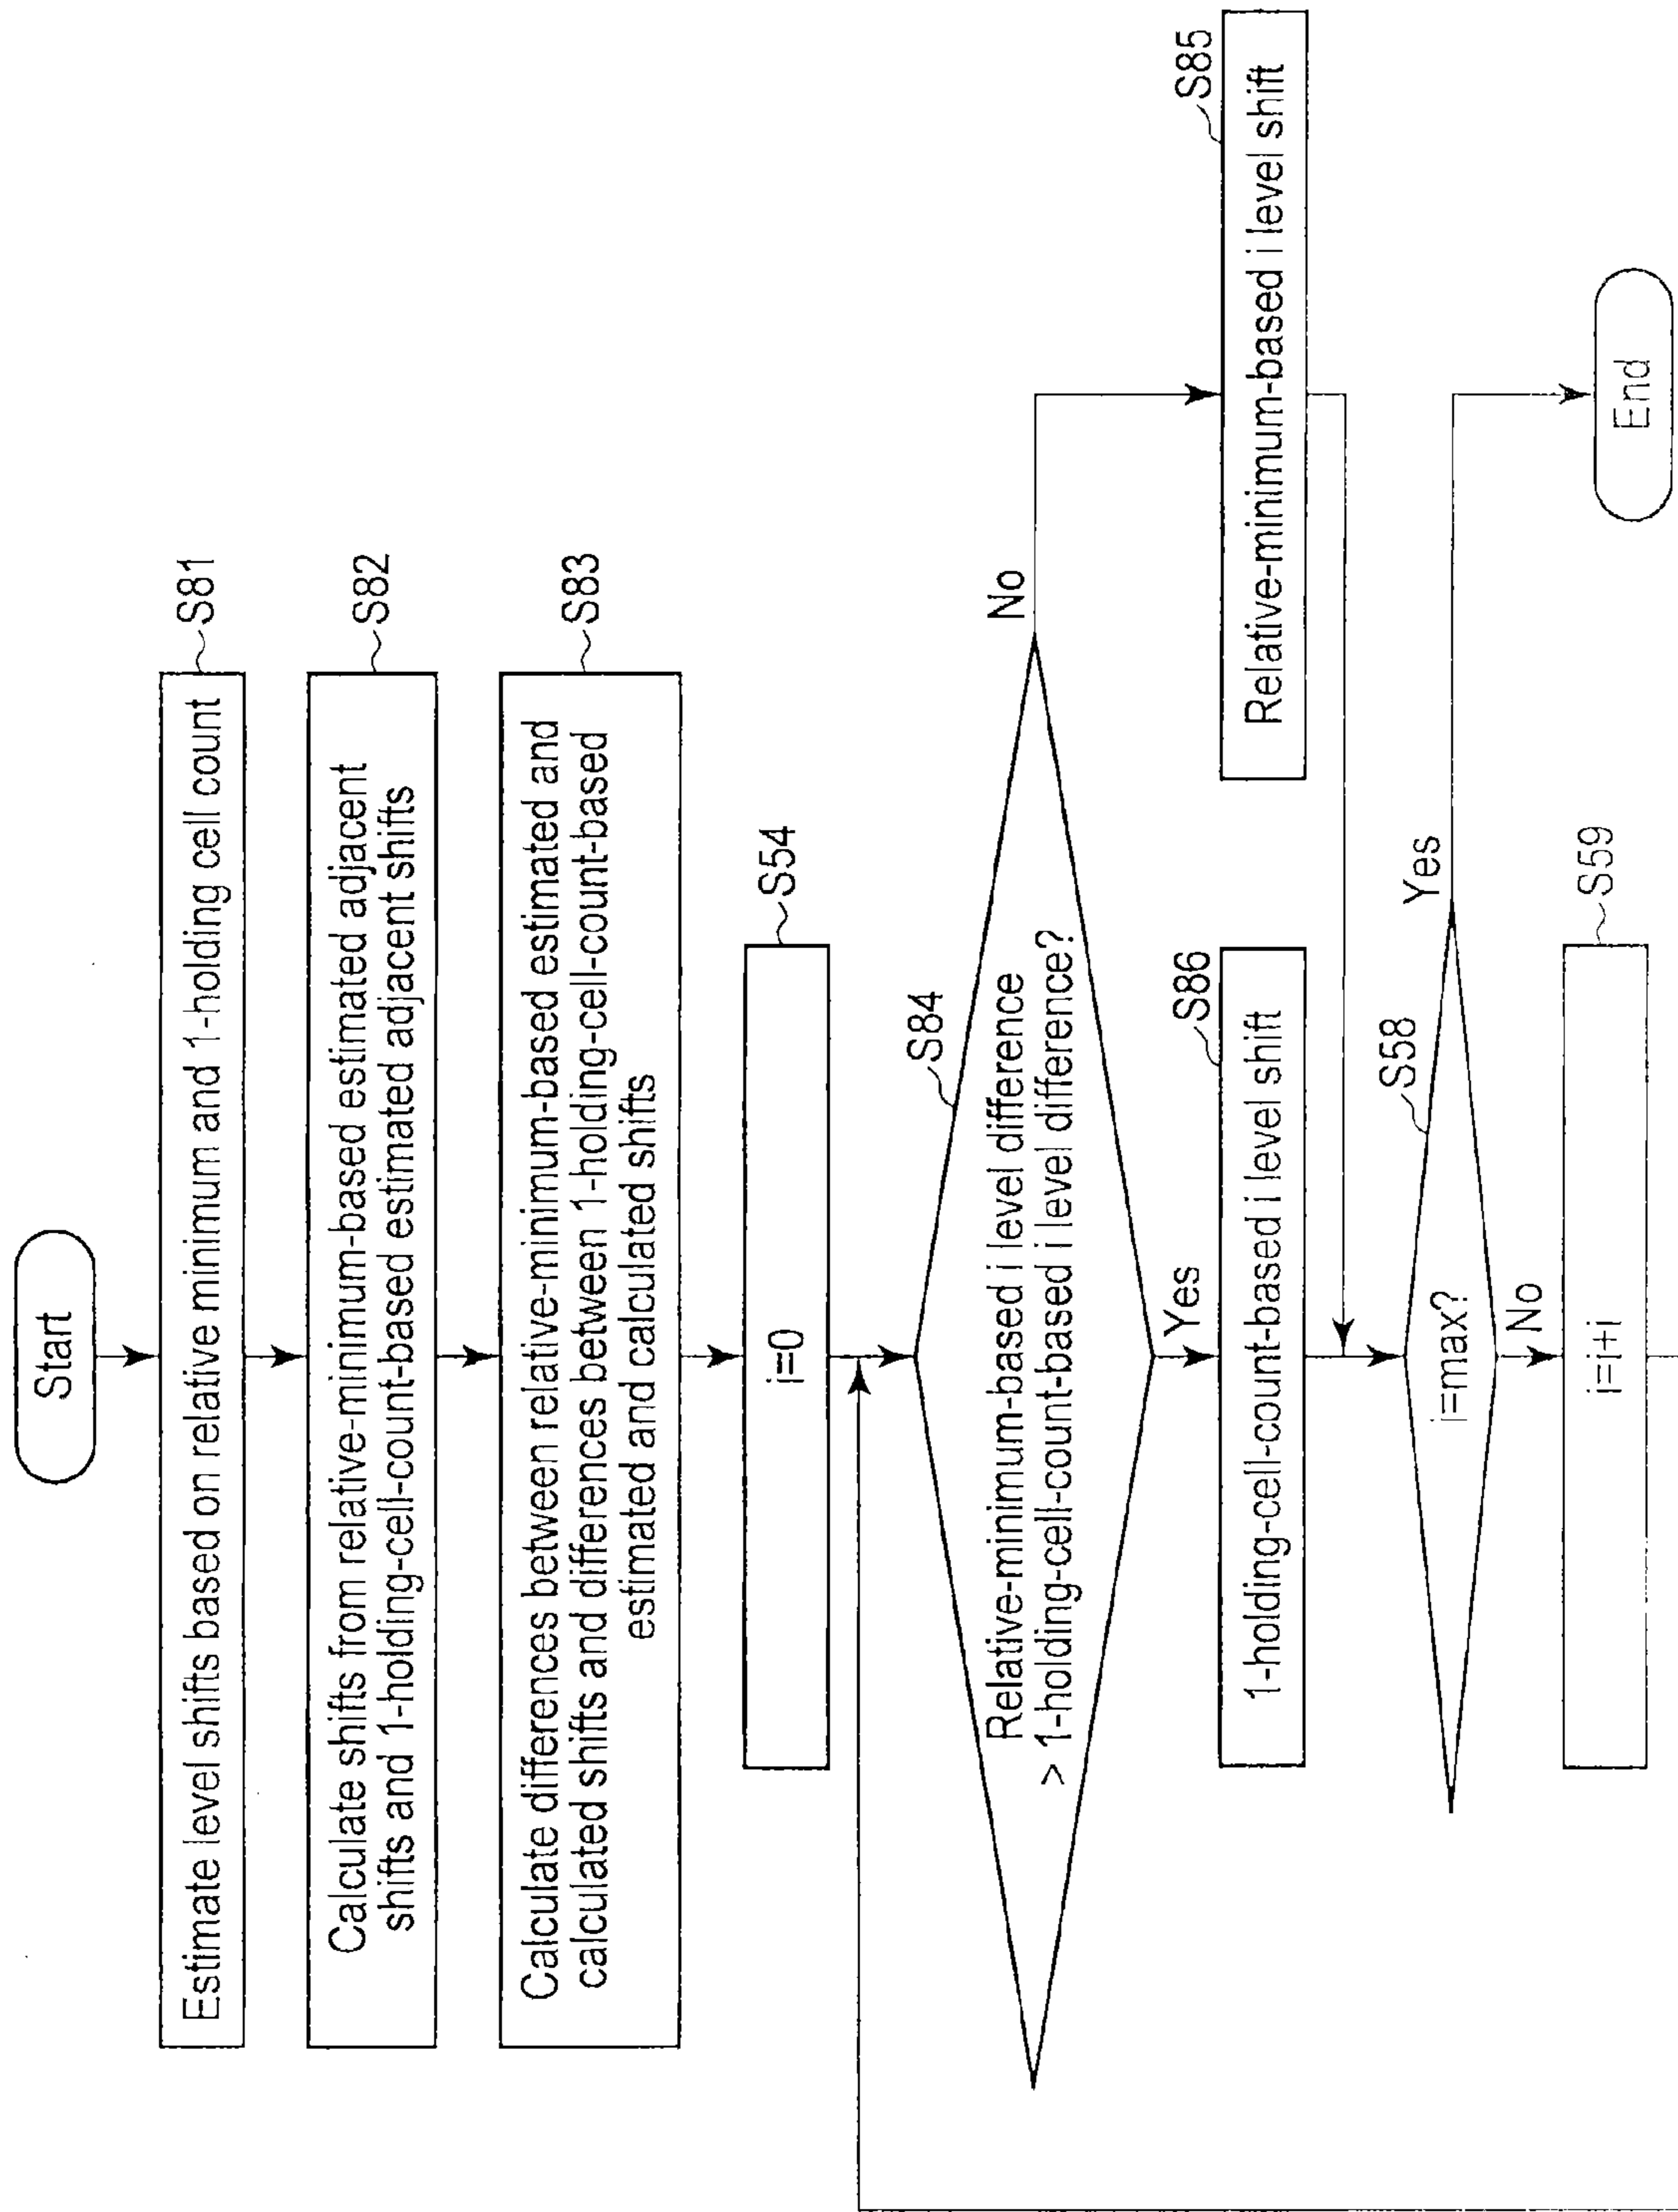 Start
S81
Estimate level shifts based on relative minimum and 1-holding cell count
S82
Calculate shifts from relative-minimum-based estimated adjacent
shifts and 1-holding-cell-count-based estimated adjacent shifts
S83
Calculate differences between relative-minimum-based estimated and
calculated shifts and differences between 1-holding-cell-count-based
estimated and calculated shifts
S54
i=0
S84
Relative-minimum-based i level difference
> 1-holding-cell-count-based i level difference?
No
Yes
S85
Relative-minimum-based i level shift
S86
1-holding-cell-count-based i level shift
S58
i=max?
Yes
No
S59
i=i+i
End